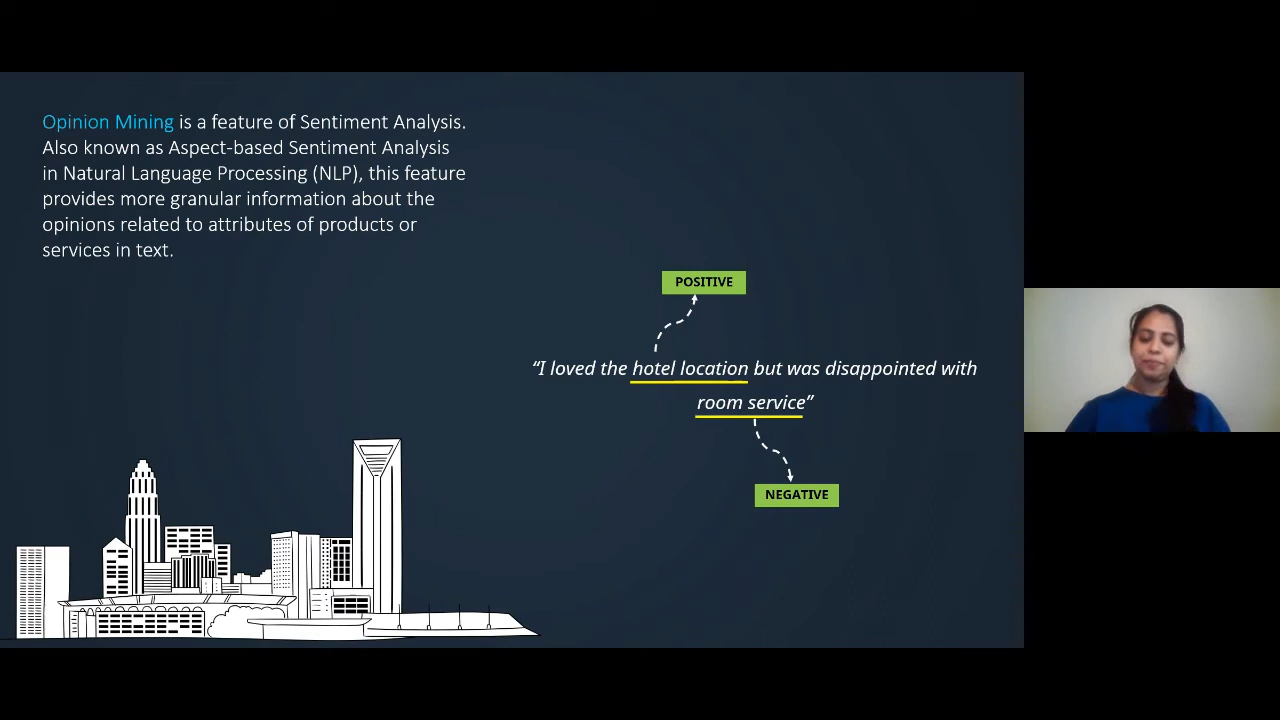 Opinion Mining is a feature of Sentiment Analysis.
Also known as Aspect-based Sentiment Analysis
in Natural Language Processing (NLP), this feature
provides more granular information about the
opinions related to attributes of products or
services in text.
POSITIVE
“I loved the hotel location but was disappointed with
room service”
NEGATIVE